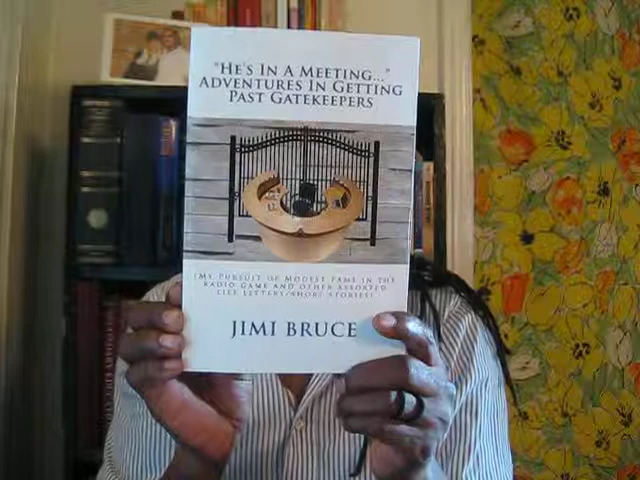 "HE'S IN A MEETING..."
ADVENTURES IN GETTING
PAST GATEKEEPERS
(MY PURSUIT OF MODEST FAME IN THE
RADIO GAME AND OTHER ASSORTED
LIFE LETTERS/SHORT STORIES)
JIMI BRUCE